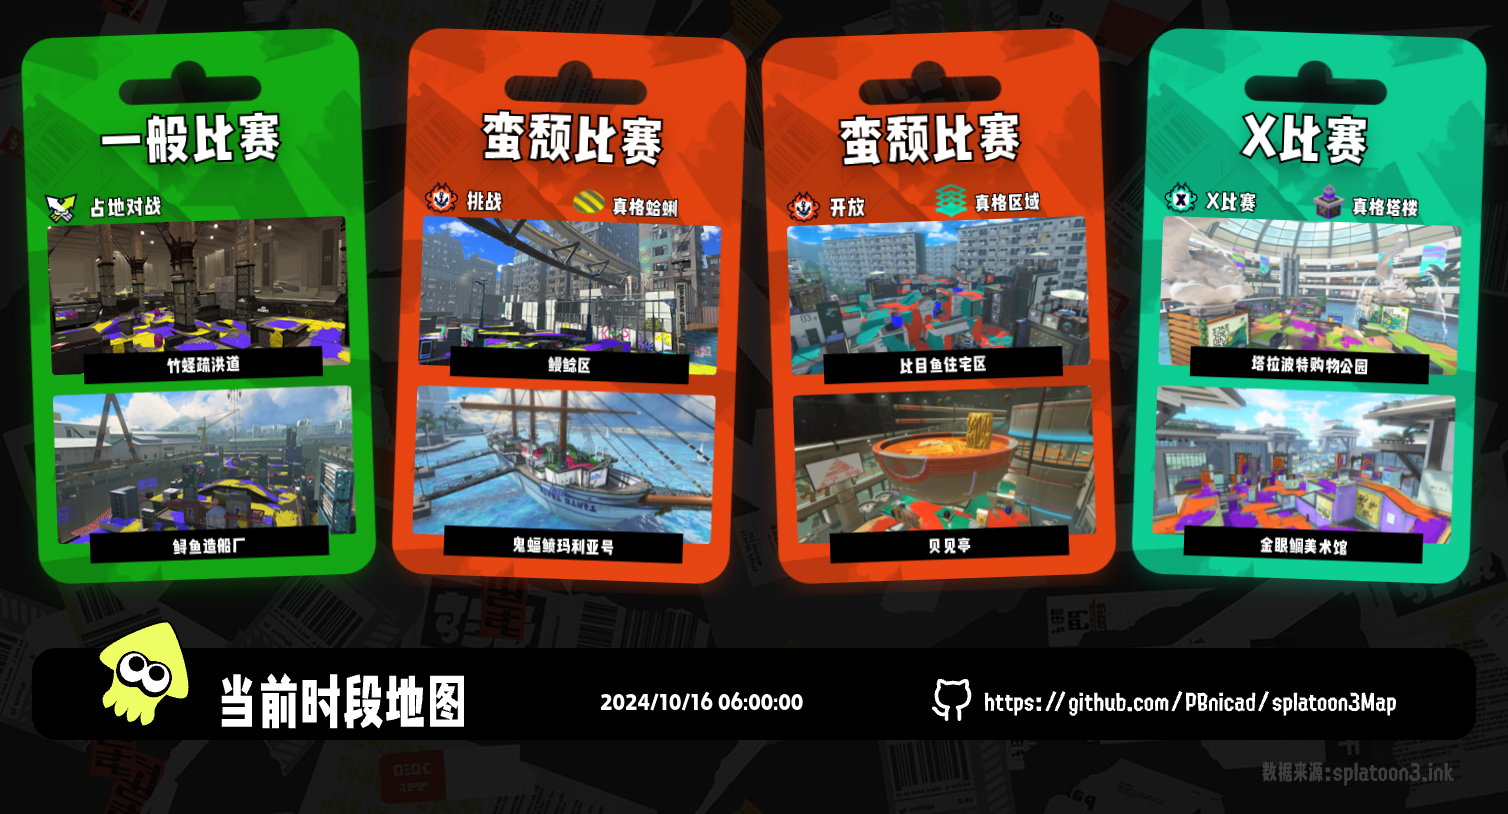 一般比赛
占地对战
竹蛏疏洪道
鲟鱼造船厂
蛮颓比赛
挑战
真格蛤蜊
鳗鲶区
鬼蝠鲼玛利亚号
蛮颓比赛
开放
真格区域
比目鱼住宅区
贝贝亭
X比赛
X比赛
真格塔楼
塔拉波特购物公园
金眼鲷美术馆
当前时段地图
2024/10/16 06:00:00
https://github.com/PBnicad/splatoon3Map
数据来源:splatoon3.ink